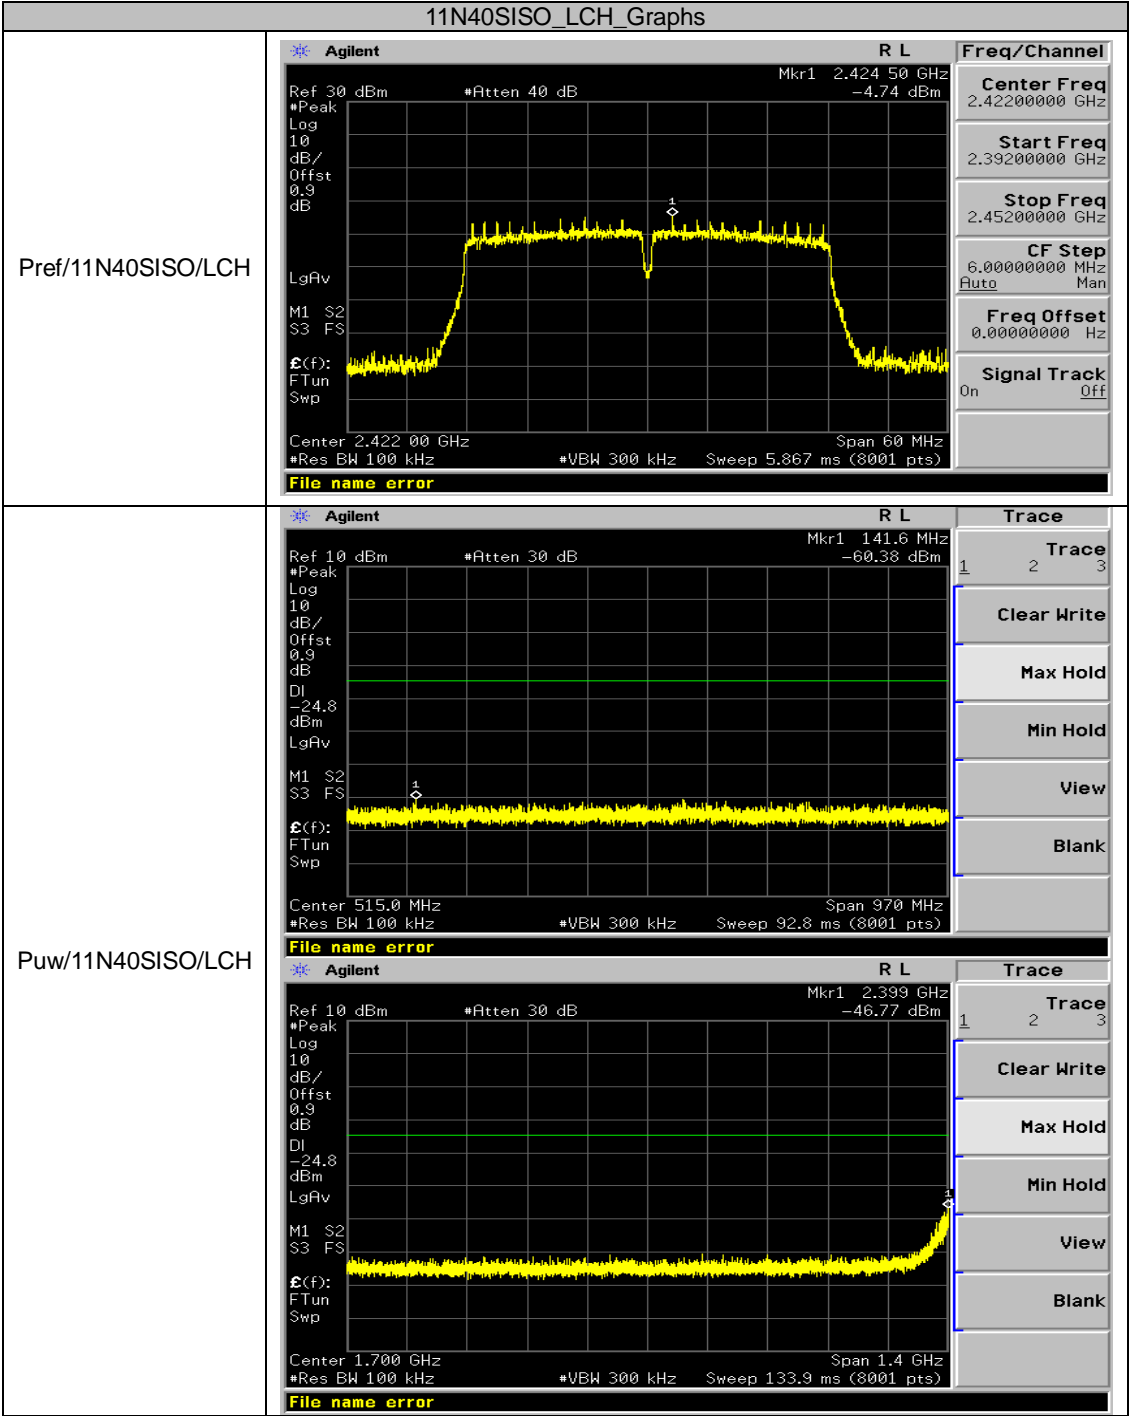 11N40SISO_LCH_Graphs
Pref/11N40SISO/LCH
Agilent R L Freq/Channel
Mkr1 2.424 50 GHz
Ref 30 dBm #Atten 40 dB -4.74 dBm
#Peak
Log
10
dB/
Offst
0.9
dB
LgAv
M1 S2
S3 FS
£(f):
FTun
Swp
1
Center 2.422 00 GHz Span 60 MHz
#Res BW 100 kHz #VBW 300 kHz Sweep 5.867 ms (8001 pts)
File name error
Center Freq
2.42200000 GHz
Start Freq
2.39200000 GHz
Stop Freq
2.45200000 GHz
CF Step
6.00000000 MHz
Auto Man
Freq Offset
0.00000000 Hz
Signal Track
On Off
Puw/11N40SISO/LCH
Agilent R L Trace
Mkr1 141.6 MHz
Ref 10 dBm #Atten 30 dB -60.38 dBm
#Peak
Log
10
dB/
Offst
0.9
dB
DI
-24.8
dBm
LgAv
M1 S2
S3 FS
£(f):
FTun
Swp
1
Center 515.0 MHz Span 970 MHz
#Res BW 100 kHz #VBW 300 kHz Sweep 92.8 ms (8001 pts)
File name error
Trace
1 2 3
Clear Write
Max Hold
Min Hold
View
Blank
Agilent R L Trace
Mkr1 2.399 GHz
Ref 10 dBm #Atten 30 dB -46.77 dBm
#Peak
Log
10
dB/
Offst
0.9
dB
DI
-24.8
dBm
LgAv
M1 S2
S3 FS
£(f):
FTun
Swp
1
Center 1.700 GHz Span 1.4 GHz
#Res BW 100 kHz #VBW 300 kHz Sweep 133.9 ms (8001 pts)
File name error
Trace
1 2 3
Clear Write
Max Hold
Min Hold
View
Blank